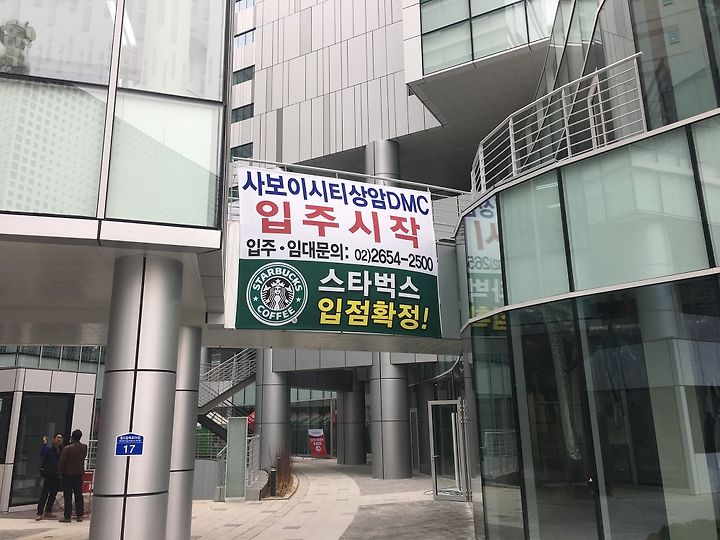 사보이시티상암DMC
입주시작
입주·임대문의: 02)2654-2500
STARBUCKS
COFFEE
스타벅스
입점확정!
17